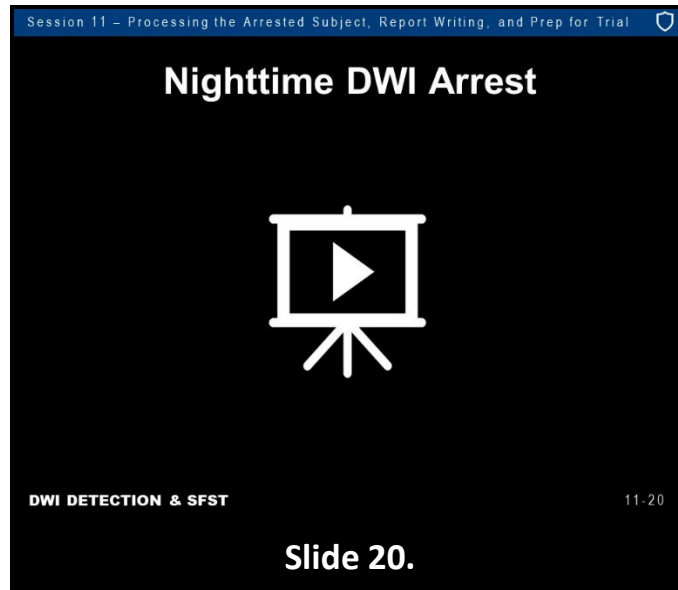 Session 11 – Processing the Arrested Subject, Report Writing, and Prep for Trial
Nighttime DWI Arrest
DWI DETECTION & SFST
11-20
Slide 20.